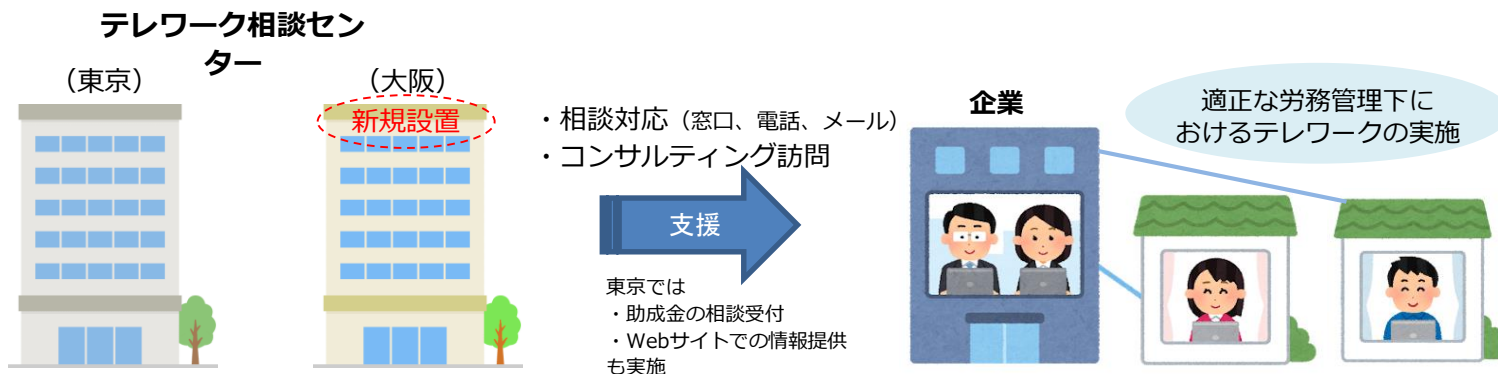 テレワーク相談セン
ター
（東京）
（大阪）
新規設置
・相談対応（窓口、電話、メール）
・コンサルティング訪問
支援
東京では
・助成金の相談受付
・Webサイトでの情報提供
も実施
企業
適正な労務管理下に
おけるテレワークの実施